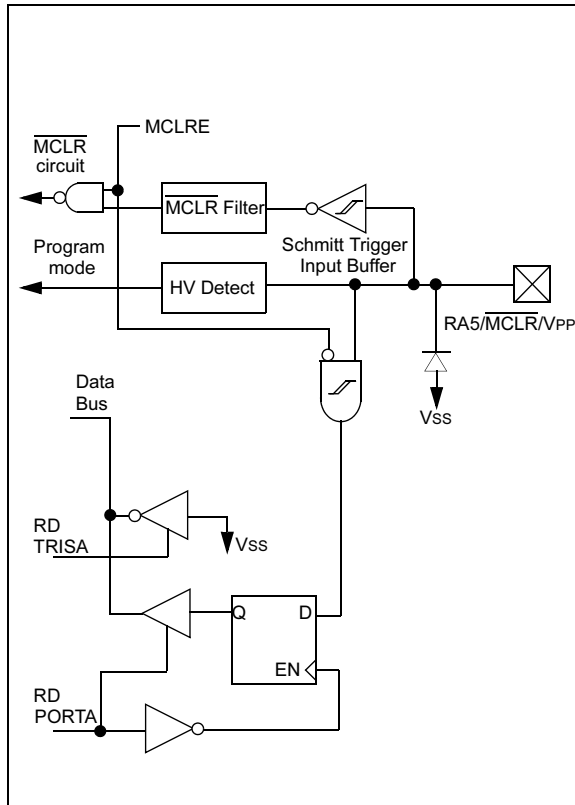 MCLRE
MCLR
circuit
MCLR Filter
Schmitt Trigger
Input Buffer
Program
mode
HV Detect
RA5/MCLR/VPP
VSS
Data
Bus
RD
TRISA
VSS
Q
D
EN
RD
PORTA